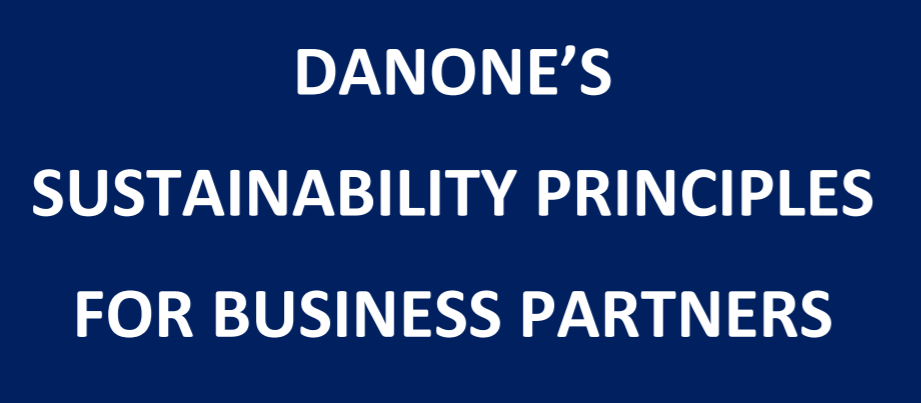 DANONE’S
SUSTAINABILITY PRINCIPLES
FOR BUSINESS PARTNERS